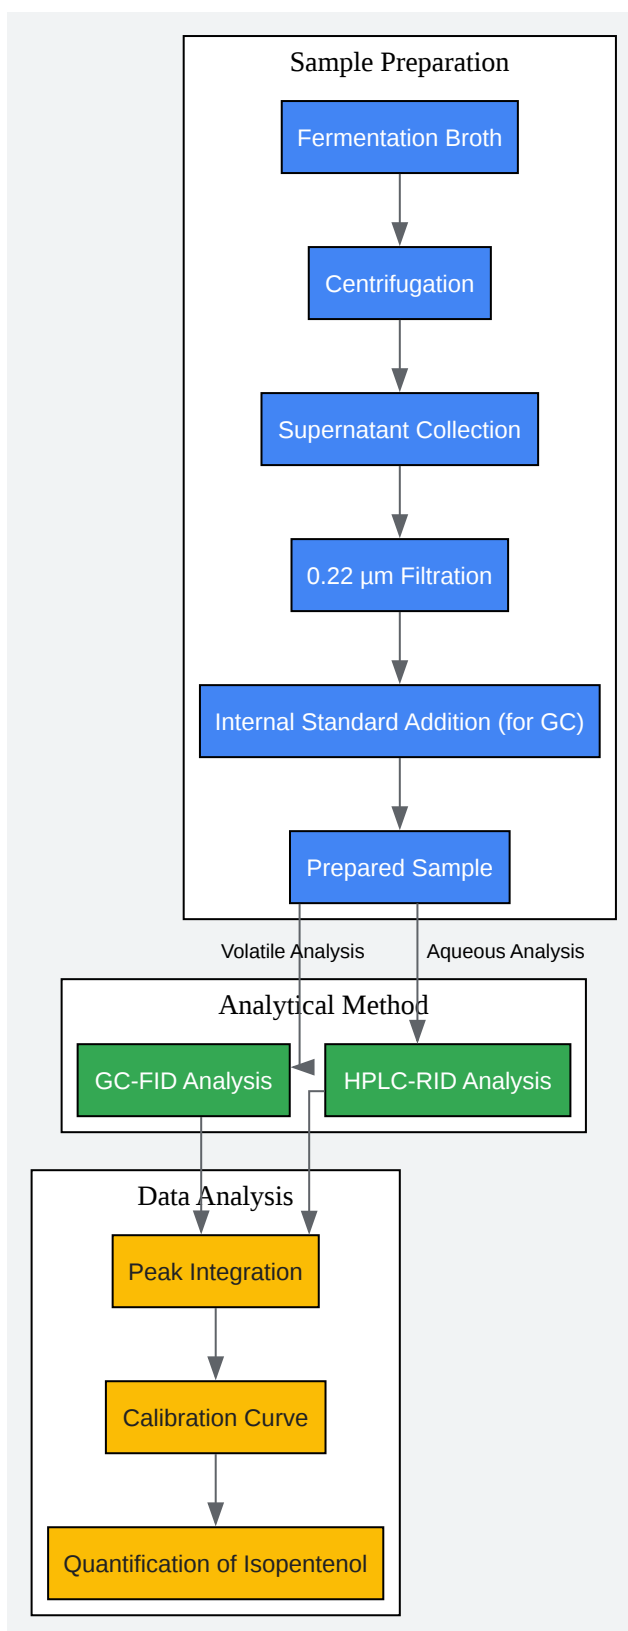 Sample Preparation
Fermentation Broth
Centrifugation
Supernatant Collection
0.22 µm Filtration
Internal Standard Addition (for GC)
Prepared Sample
Volatile Analysis
Aqueous Analysis
Analytical Method
GC-FID Analysis
HPLC-RID Analysis
Data Analysis
Peak Integration
Calibration Curve
Quantification of Isopentenol